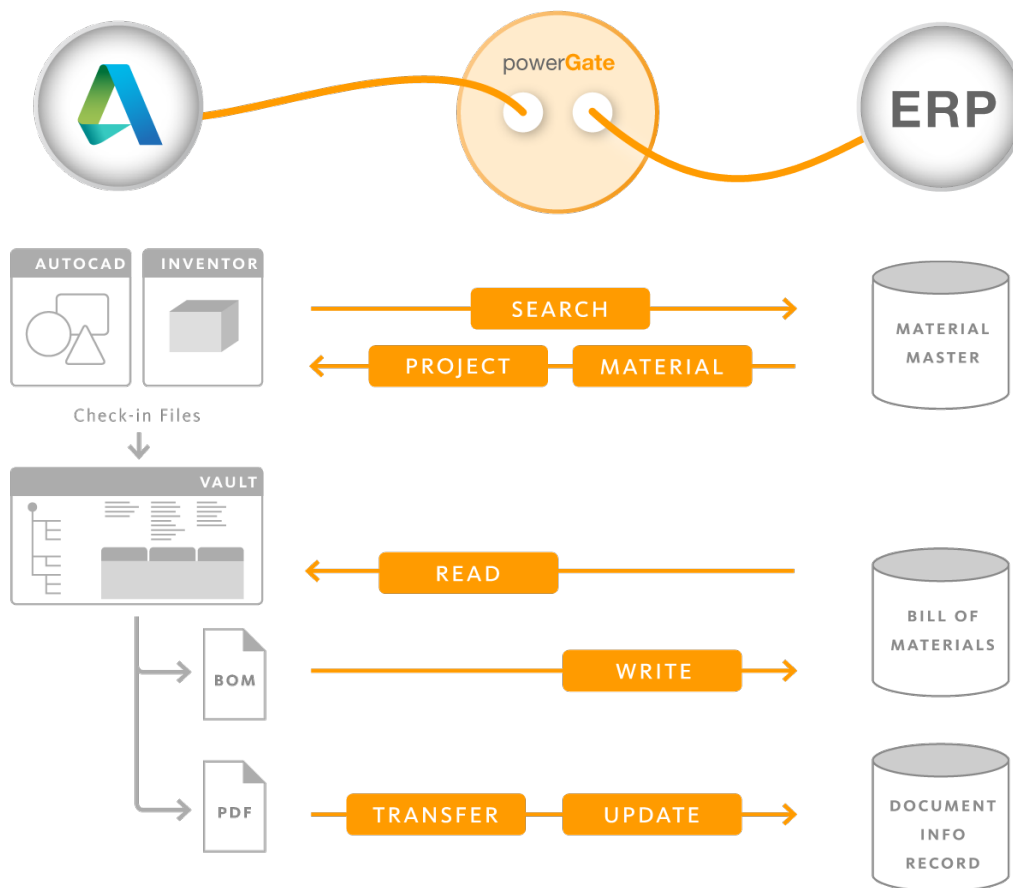 powerGate
ERP
AUTOCAD
INVENTOR
SEARCH
PROJECT
MATERIAL
MATERIAL
MASTER
Check-in Files
VAULT
READ
BILL OF
MATERIALS
BOM
WRITE
PDF
TRANSFER
UPDATE
DOCUMENT
INFO
RECORD